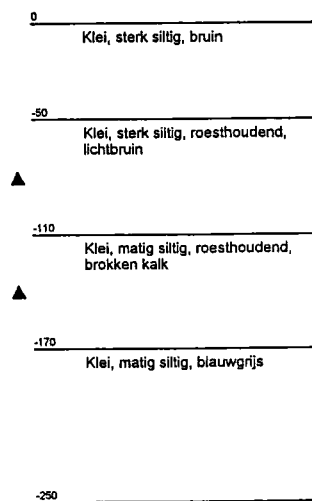 0
Klei, sterk siltig, bruin
-50
Klei, sterk siltig, roesthoudend,
lichtbruin
-110
Klei, matig siltig, roesthoudend,
brokken kalk
-170
Klei, matig siltig, blauwgrijs
-250